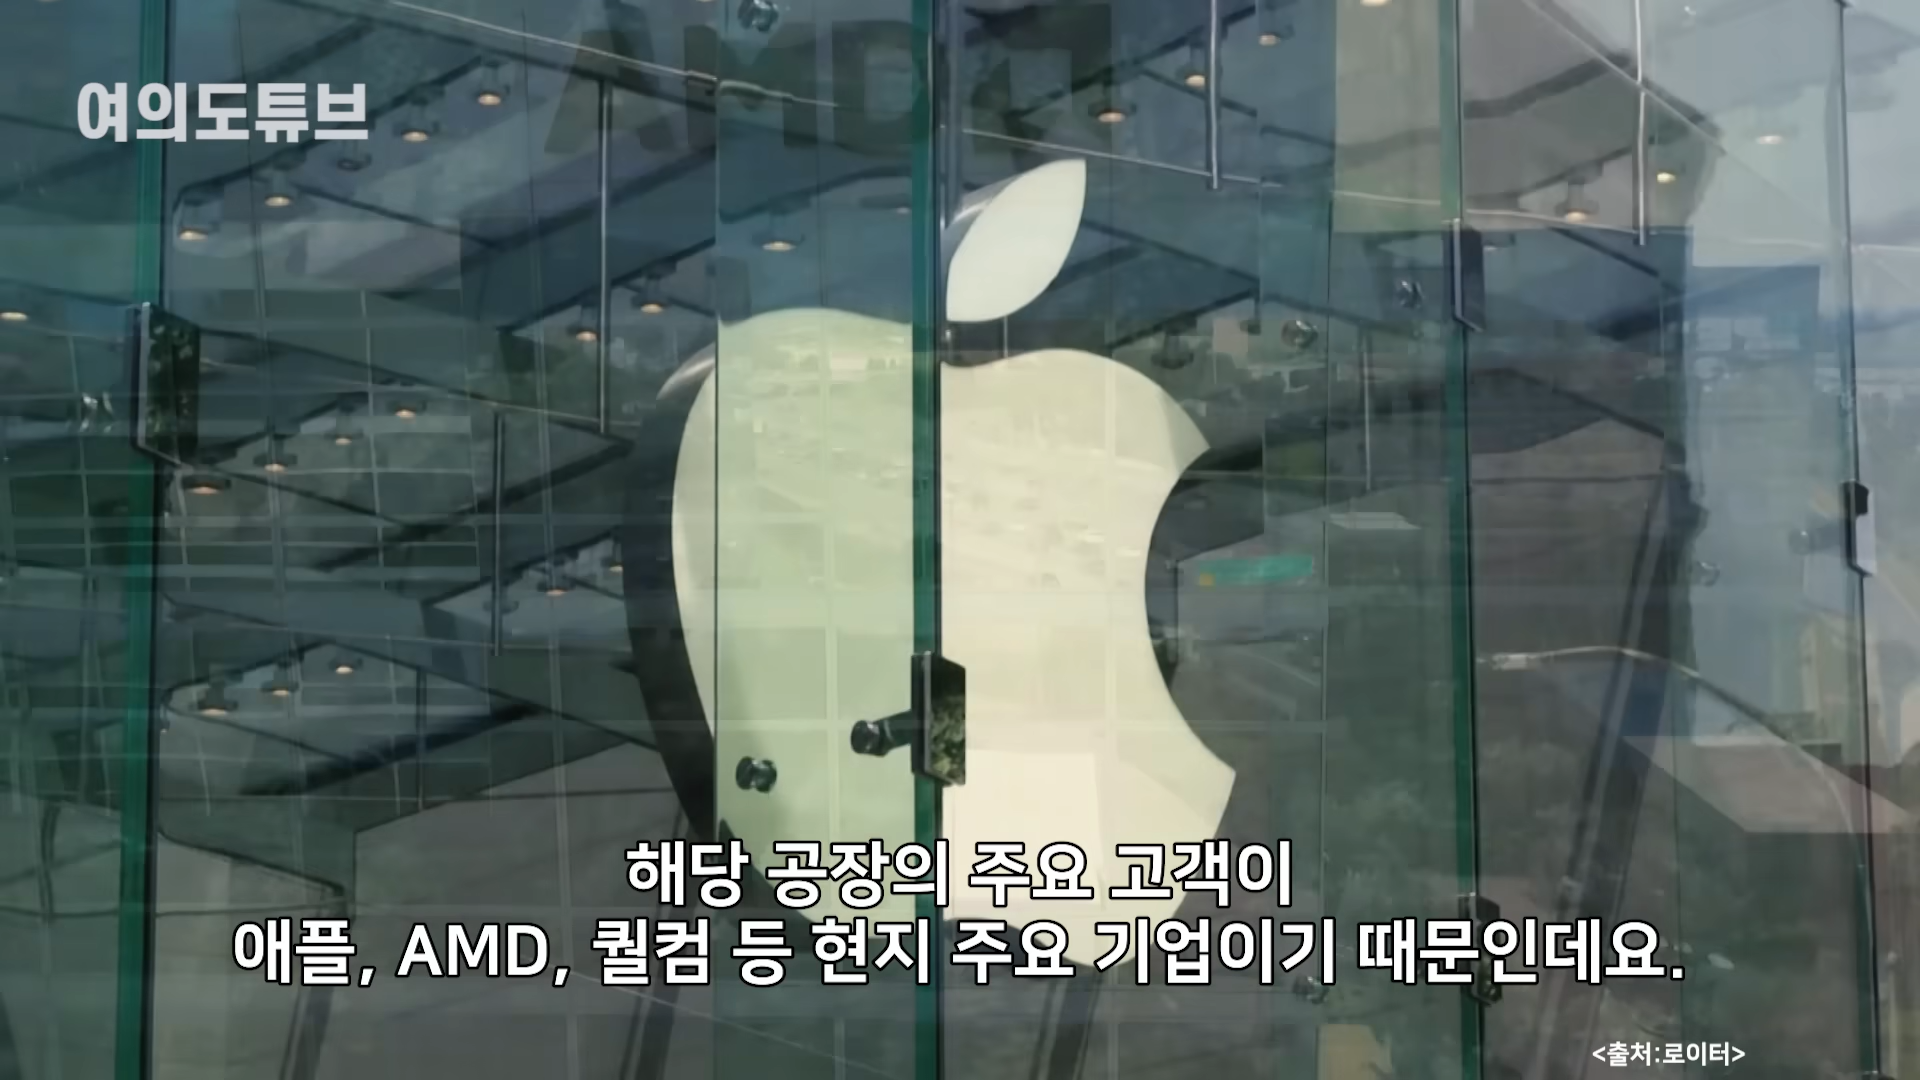 AMD
여의도튜브
해당 공장의 주요 고객이
애플, AMD, 퀄컴 등 현지 주요 기업이기 때문인데요.
<출처:로이터>